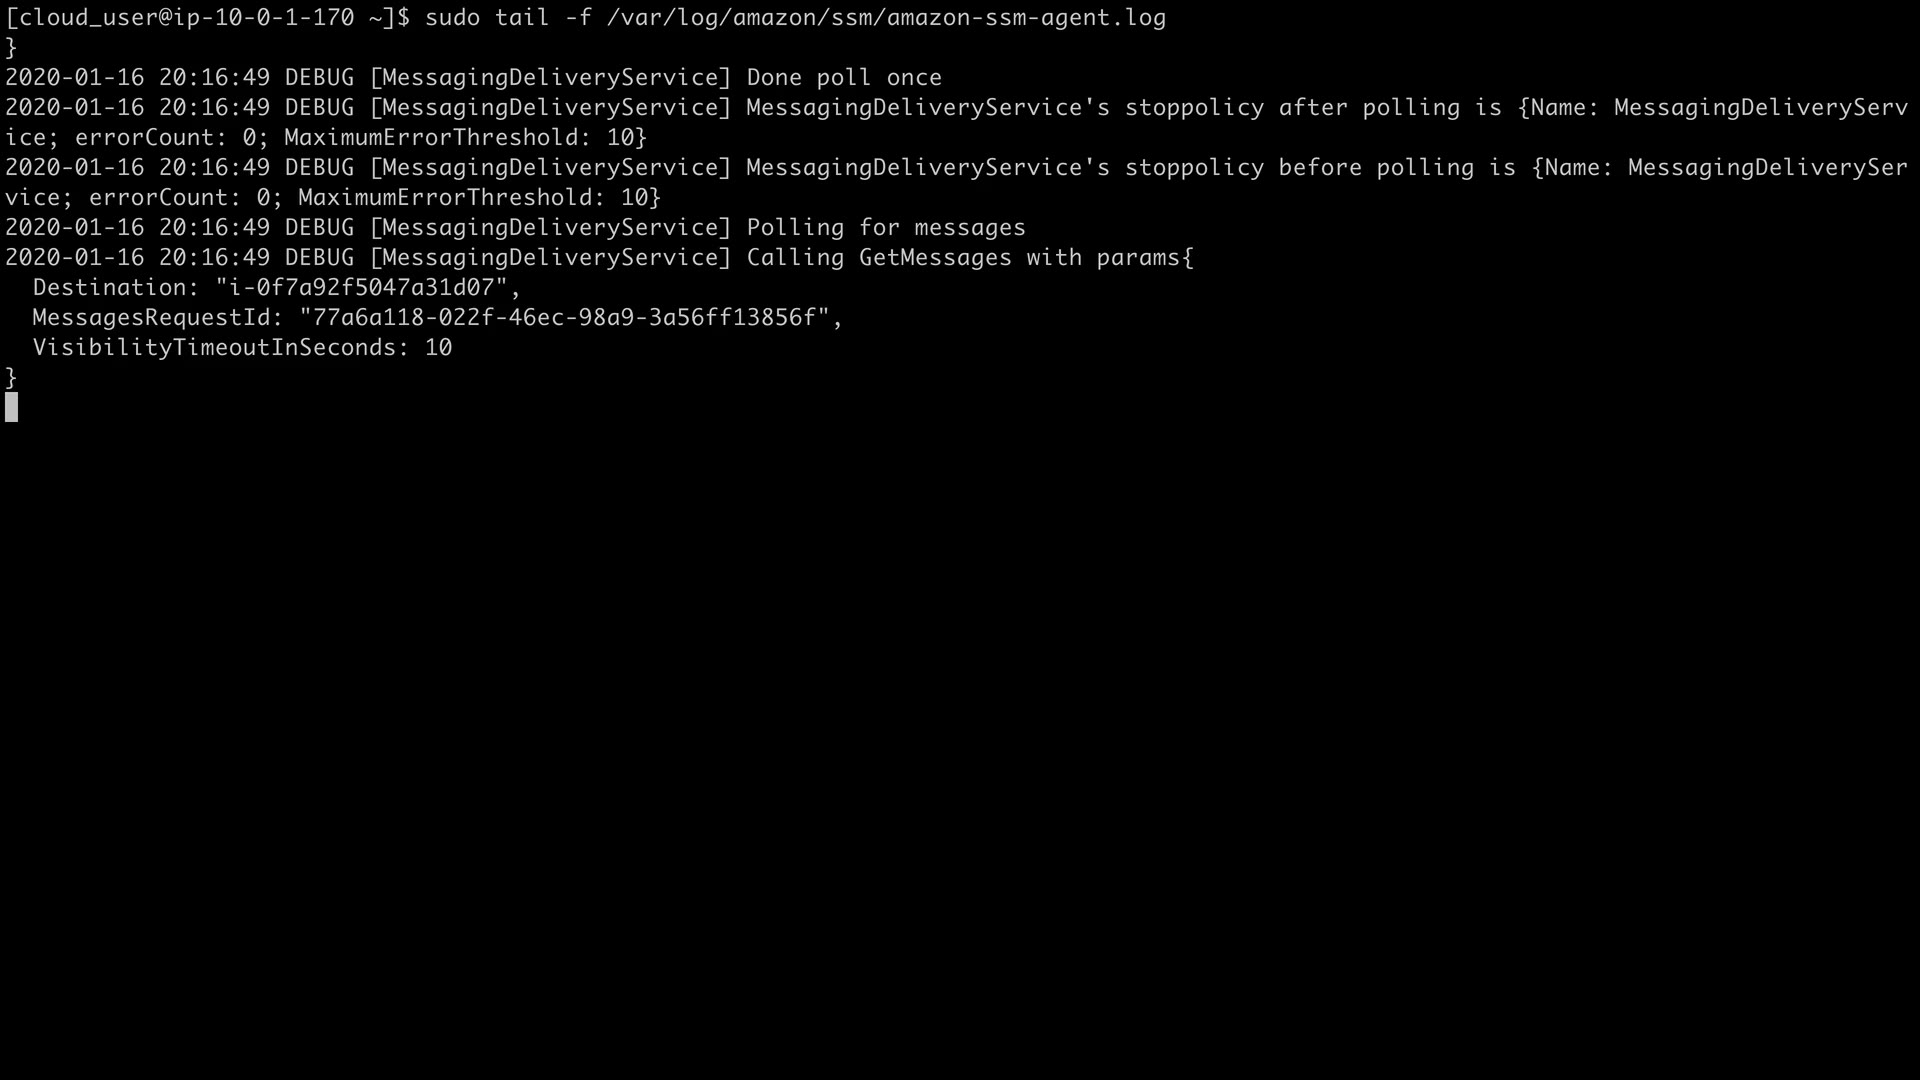 [cloud_user@ip-10-0-1-170 ~]$ sudo tail -f /var/log/amazon/ssm/amazon-ssm-agent.log
}
2020-01-16 20:16:49 DEBUG [MessagingDeliveryService] Done poll once
2020-01-16 20:16:49 DEBUG [MessagingDeliveryService] MessagingDeliveryService's stoppolicy after polling is {Name: MessagingDeliveryServ
ice; errorCount: 0; MaximumErrorThreshold: 10}
2020-01-16 20:16:49 DEBUG [MessagingDeliveryService] MessagingDeliveryService's stoppolicy before polling is {Name: MessagingDeliverySer
vice; errorCount: 0; MaximumErrorThreshold: 10}
2020-01-16 20:16:49 DEBUG [MessagingDeliveryService] Polling for messages
2020-01-16 20:16:49 DEBUG [MessagingDeliveryService] Calling GetMessages with params{
  Destination: "i-0f7a92f5047a31d07",
  MessagesRequestId: "77a6a118-022f-46ec-98a9-3a56ff13856f",
  VisibilityTimeoutInSeconds: 10
}